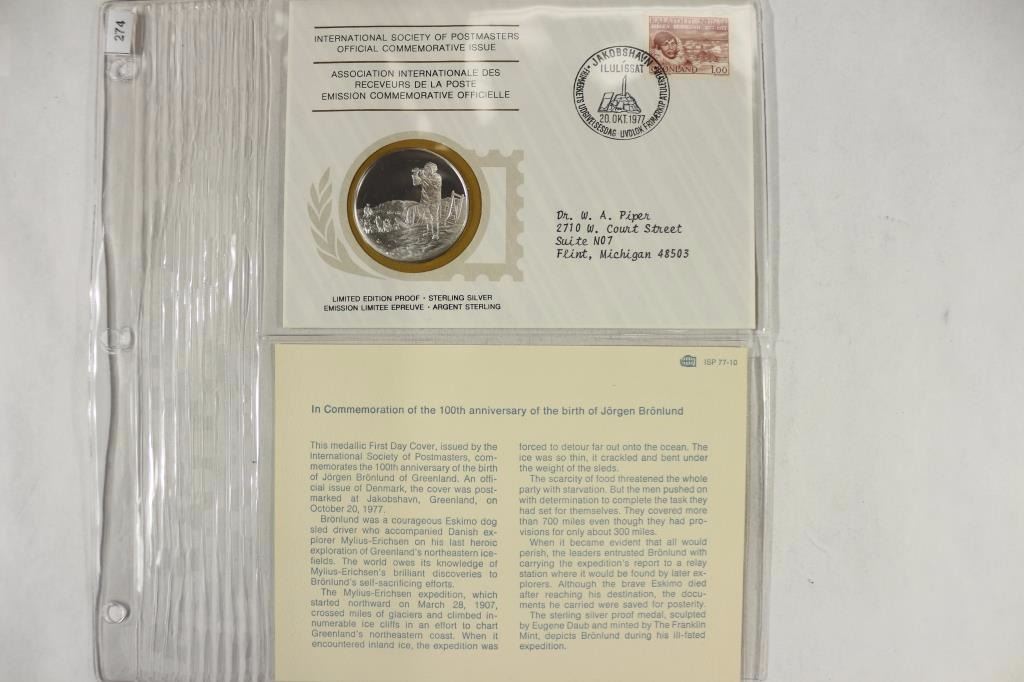 274
INTERNATIONAL SOCIETY OF POSTMASTERS
OFFICIAL COMMEMORATIVE ISSUE
ASSOCIATION INTERNATIONALE DES
RECEVEURS DE LA POSTE
EMISSION COMMEMORATIVE OFFICIELLE
JAKOBSHAVN
ILULISSAT
20.OKT.1977
FRIMÆRKETS UDGIVELSESDAG
1.00
Dr. W. A. Piper
2710 W. Court Street
Suite N07
Flint, Michigan 48503
LIMITED EDITION PROOF · STERLING SILVER
EMISSION LIMITEE EPREUVE · ARGENT STERLING
ISP 77-10
In Commemoration of the 100th anniversary of the birth of Jörgen Brönlund
This medallic First Day Cover, issued by the
International Society of Postmasters, com-
memorates the 100th anniversary of the birth
of Jörgen Brönlund of Greenland. An offi-
cial issue of Denmark, the cover was post-
marked at Jakobshavn, Greenland, on
October 20, 1977.
Brönlund was a courageous Eskimo dog
sled driver who accompanied Danish ex-
plorer Mylius-Erichsen on his last heroic
exploration of Greenland's northeastern ice-
fields. The world owes its knowledge of
Mylius-Erichsen's brilliant discoveries to
Brönlund's self-sacrificing efforts.
The Mylius-Erichsen expedition, which
started northward on March 28, 1907,
crossed miles of glaciers and climbed in-
numerable ice cliffs in an effort to chart
Greenland's northeastern coast. When it
encountered inland ice, the expedition was
forced to detour far out onto the ocean. The
ice was so thin, it crackled and bent under
the weight of the sleds.
The scarcity of food threatened the whole
party with starvation. But the men pushed on
with determination to complete the task they
had set for themselves. They covered more
than 700 miles even though they had pro-
visions for only about 300 miles.
When it became evident that all would
perish, the leaders entrusted Brönlund with
carrying the expedition's report to a relay
station where it would be found by later ex-
plorers. Although the brave Eskimo died
after reaching his destination, the docu-
ments he carried were saved for posterity.
The sterling silver proof medal, sculpted
by Eugene Daub and minted by The Franklin
Mint, depicts Brönlund during his ill-fated
expedition.